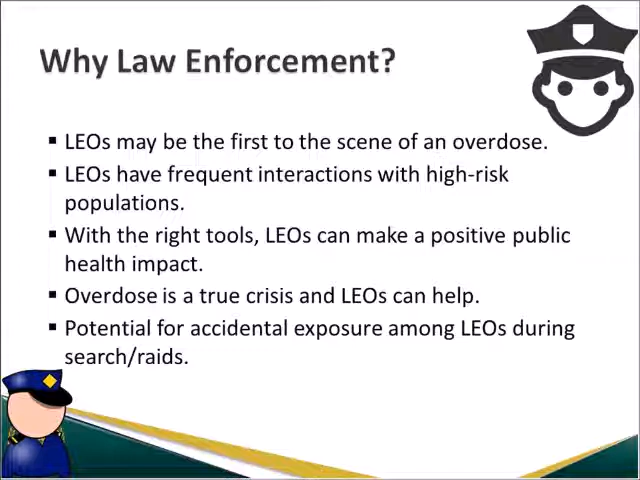 Why Law Enforcement?
▪ LEOs may be the first to the scene of an overdose.
▪ LEOs have frequent interactions with high-risk
populations.
▪ With the right tools, LEOs can make a positive public
health impact.
▪ Overdose is a true crisis and LEOs can help.
▪ Potential for accidental exposure among LEOs during
search/raids.